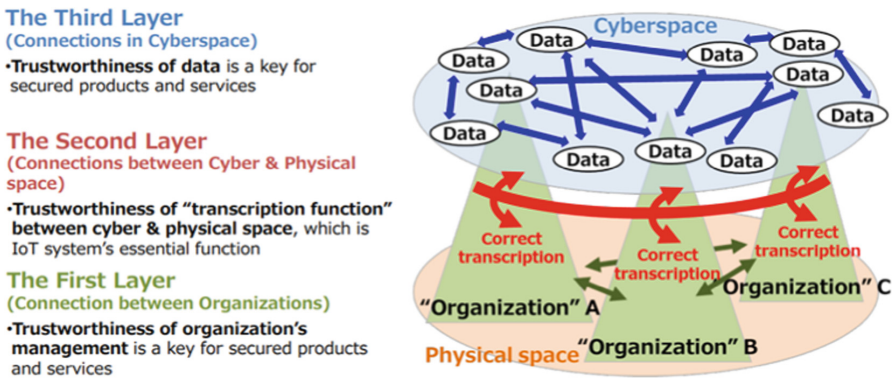 The Third Layer
(Connections in Cyberspace)
•Trustworthiness of data is a key for
secured products and services
The Second Layer
(Connections between Cyber & Physical
space)
•Trustworthiness of “transcription function”
between cyber & physical space, which is
IoT system’s essential function
The First Layer
(Connection between Organizations)
•Trustworthiness of organization’s
management is a key for secured products
and services
Cyberspace
Data
Data
Data
Data
Data
Data
Data
Data
Data
Data
Data
Correct
transcription
Correct
transcription
Correct
transcription
“Organization” A
“Organization” B
Organization” C
Physical space